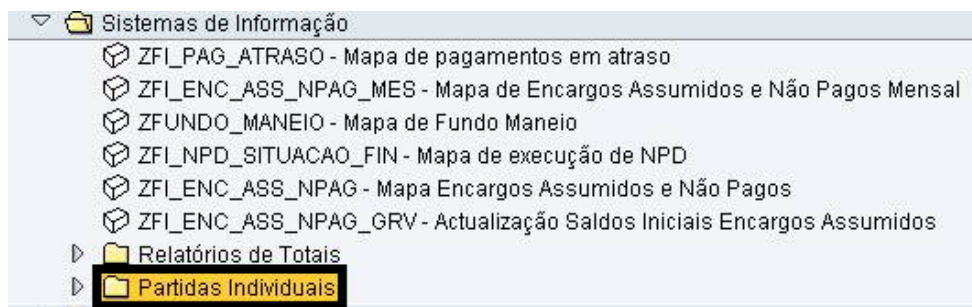 Sistemas de Informação
ZFI_PAG_ATRASO - Mapa de pagamentos em atraso
ZFI_ENC_ASS_NPAG_MES - Mapa de Encargos Assumidos e Não Pagos Mensal
ZFUNDO_MANEIO - Mapa de Fundo Maneio
ZFI_NPD_SITUACAO_FIN - Mapa de execução de NPD
ZFI_ENC_ASS_NPAG - Mapa Encargos Assumidos e Não Pagos
ZFI_ENC_ASS_NPAG_GRV - Actualização Saldos Iniciais Encargos Assumidos
Relatórios de Totais
Partidas Individuais